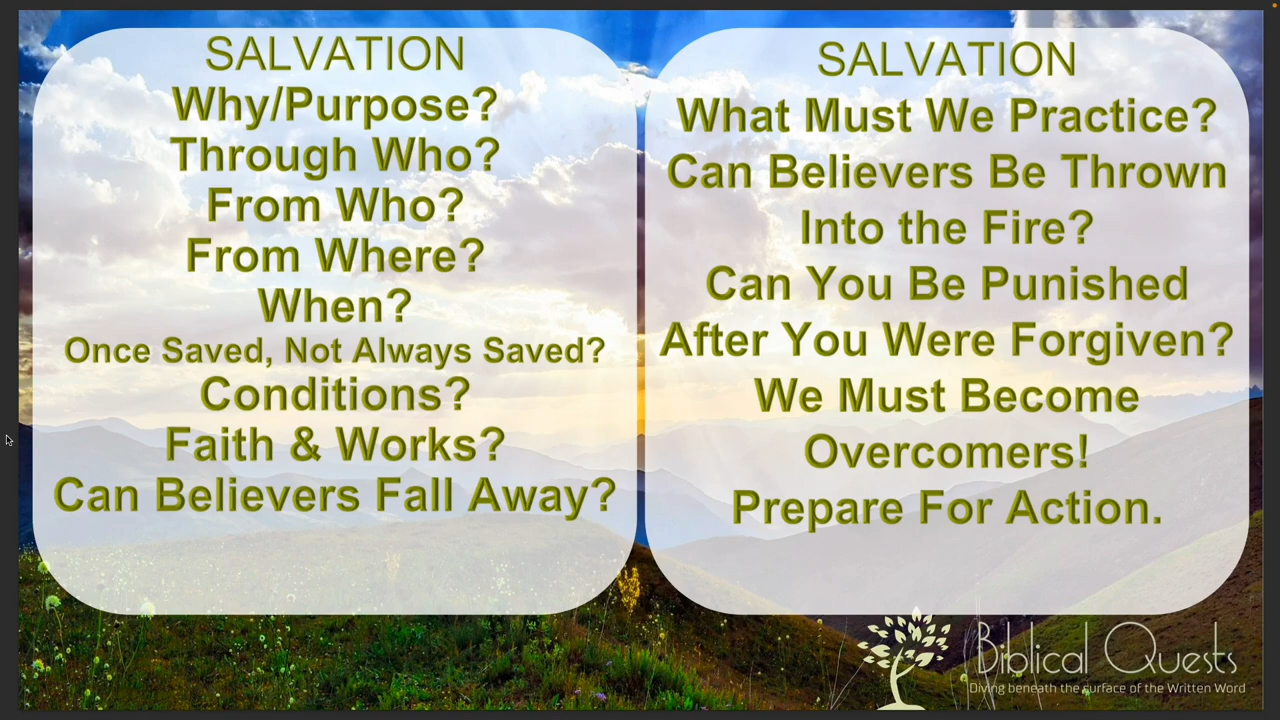 SALVATION
Why/Purpose?
Through Who?
From Who?
From Where?
When?
Once Saved, Not Always Saved?
Conditions?
Faith & Works?
Can Believers Fall Away?
SALVATION
What Must We Practice?
Can Believers Be Thrown
Into the Fire?
Can You Be Punished
After You Were Forgiven?
We Must Become
Overcomers!
Prepare For Action.
Biblical Quests
Diving beneath the surface of the Written Word